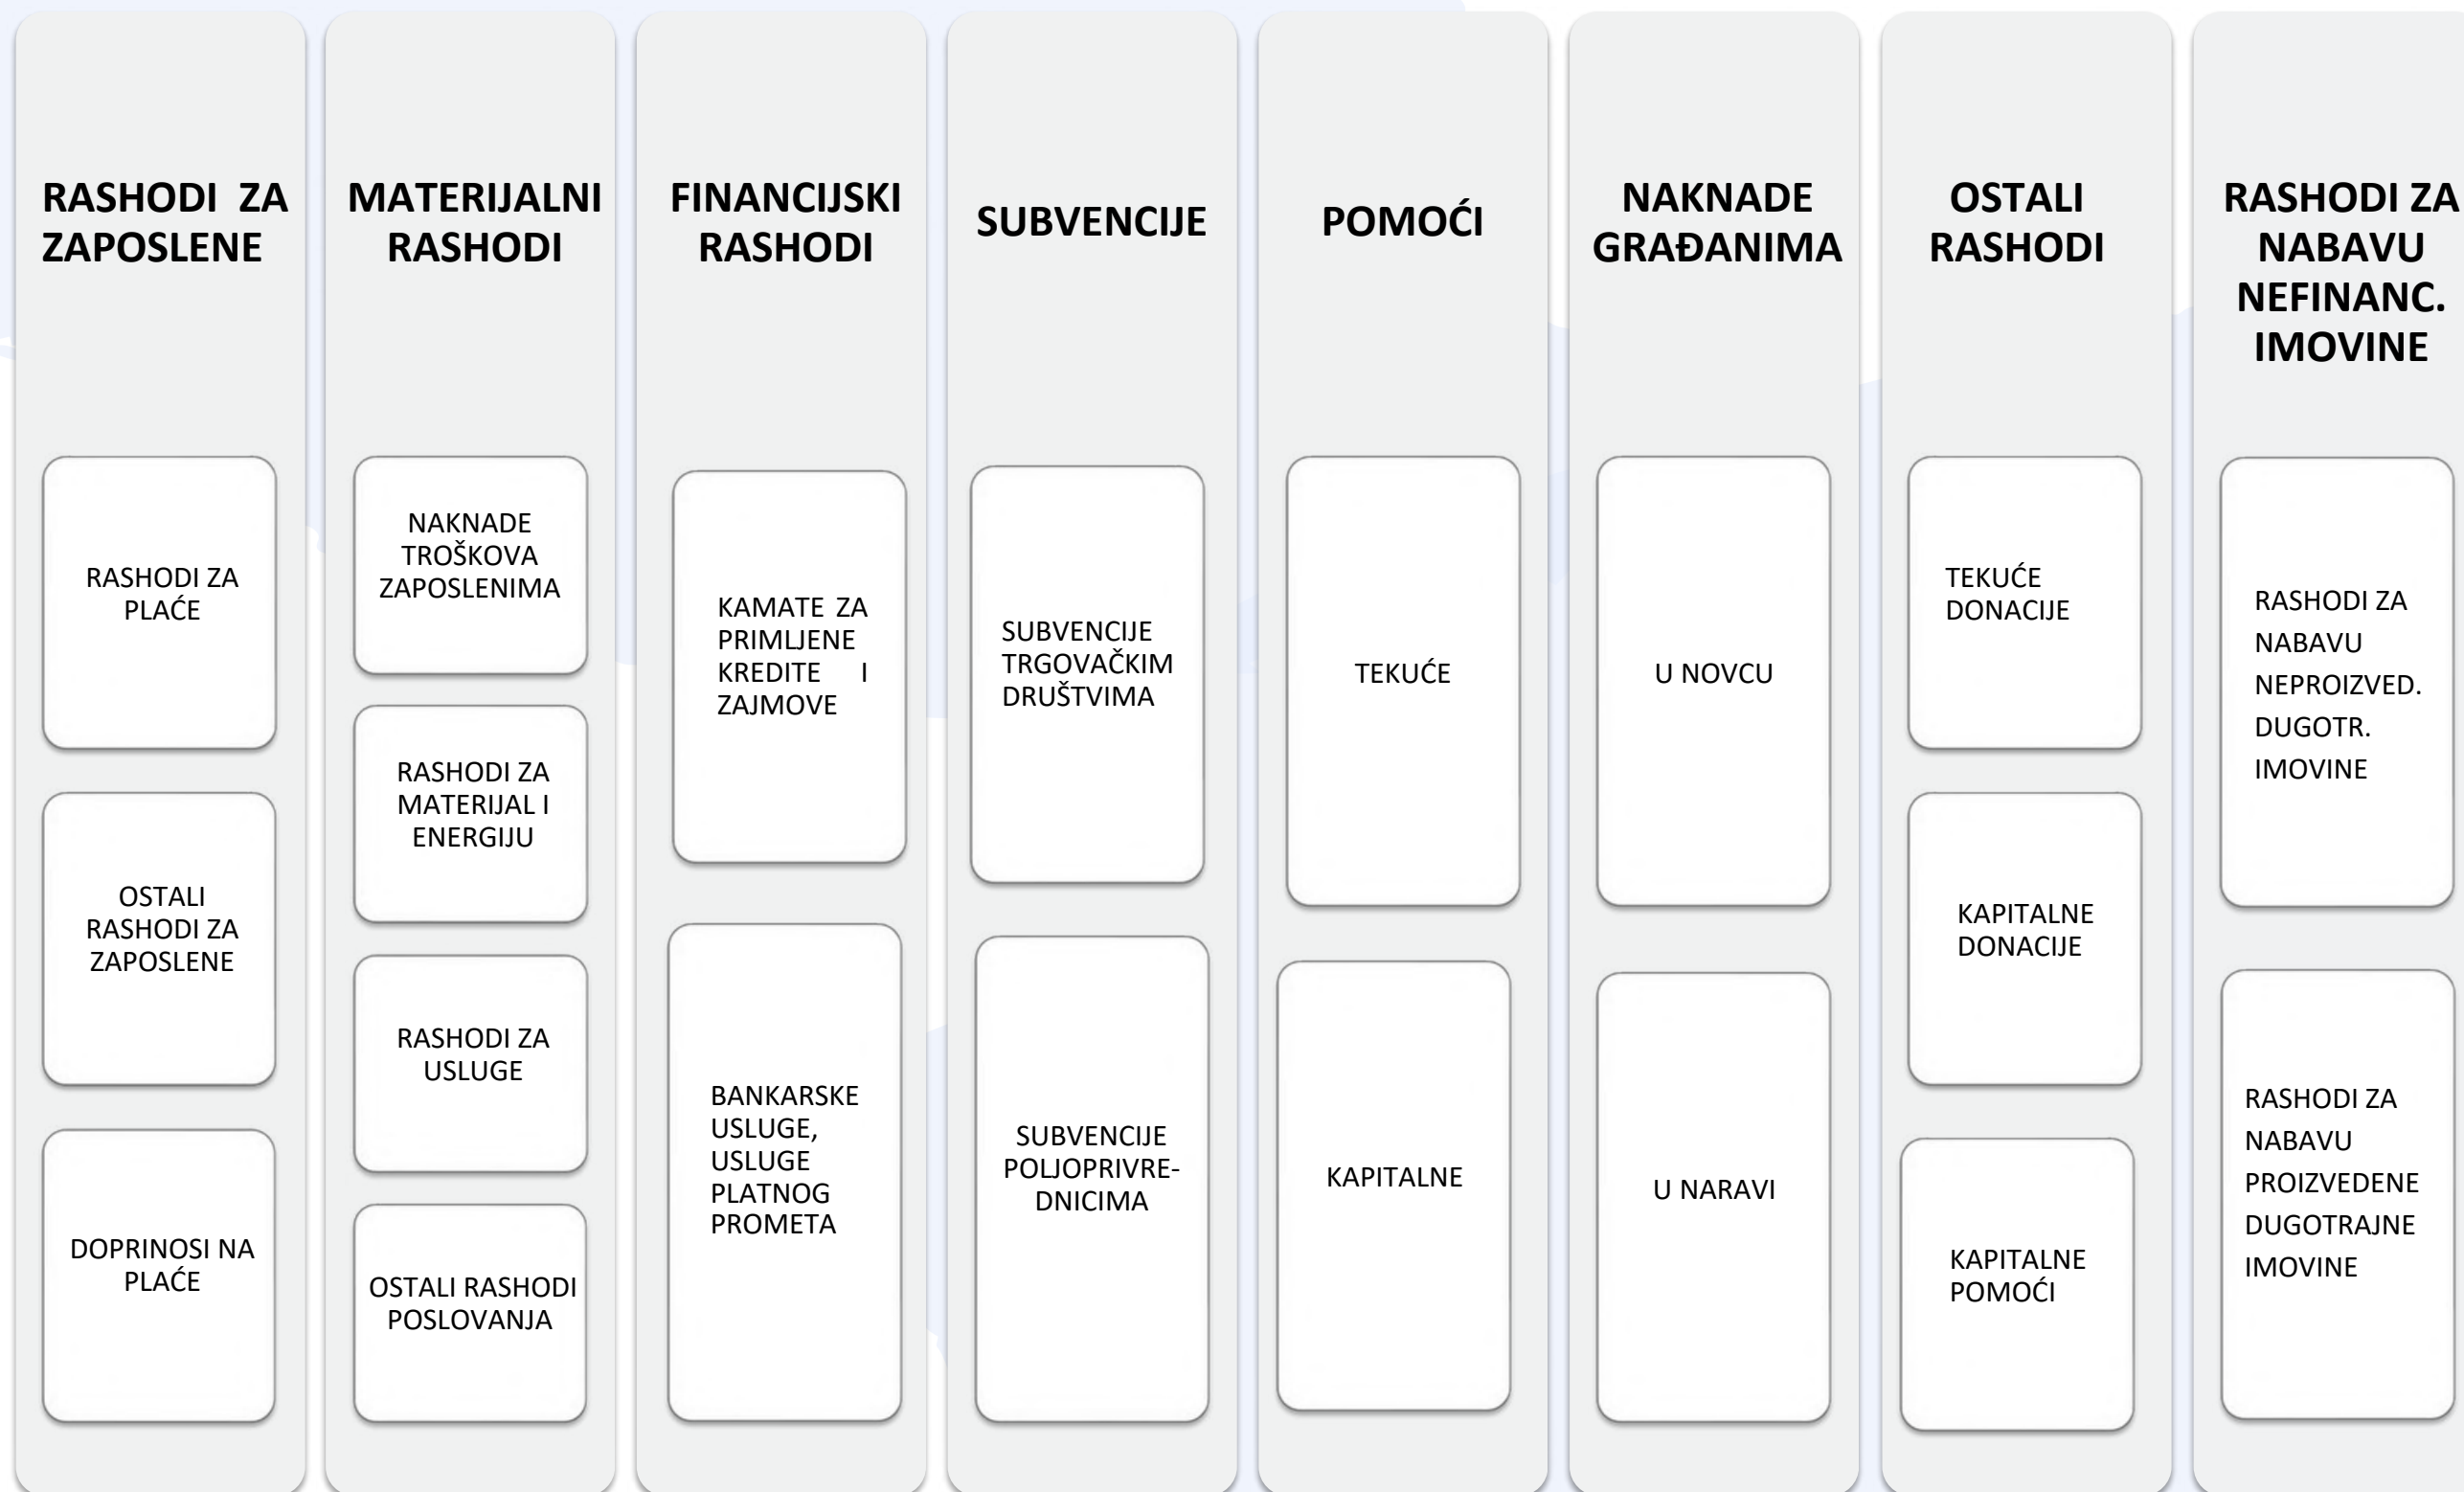 RASHODI ZA
ZAPOSLENE
RASHODI ZA
PLAĆE
OSTALI
RASHODI ZA
ZAPOSLENE
DOPRINOSI NA
PLAĆE
MATERIJALNI
RASHODI
NAKNADE
TROŠKOVA
ZAPOSLENIMA
RASHODI ZA
MATERIJAL I
ENERGIJU
RASHODI ZA
USLUGE
OSTALI RASHODI
POSLOVANJA
FINANCIJSKI
RASHODI
KAMATE ZA
PRIMLJENE
KREDITE I
ZAJMOVE
BANKARSKE
USLUGE,
USLUGE
PLATNOG
PROMETA
SUBVENCIJE
SUBVENCIJE
TRGOVAČKIM
DRUŠTVIMA
SUBVENCIJE
POLJOPRIVRE-
DNICIMA
POMOĆI
TEKUĆE
KAPITALNE
NAKNADE
GRAĐANIMA
U NOVCU
U NARAVI
OSTALI
RASHODI
TEKUĆE
DONACIJE
KAPITALNE
DONACIJE
KAPITALNE
POMOĆI
RASHODI ZA
NABAVU
NEFINANC.
IMOVINE
RASHODI ZA
NABAVU
NEPROIZVED.
DUGOTR.
IMOVINE
RASHODI ZA
NABAVU
PROIZVEDENE
DUGOTRAJNE
IMOVINE